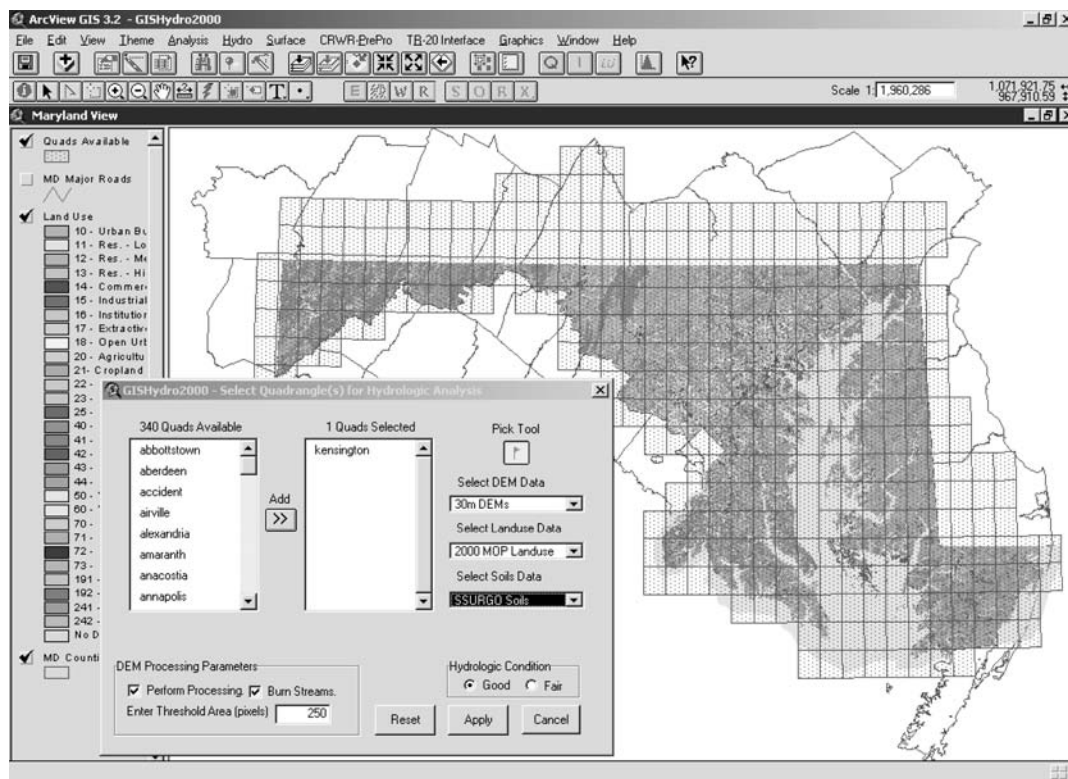 ArcView GIS 3.2 - GISHydro2000
File Edit View Theme Analysis Hydro Surface CRWR-PrePro TR-20 Interface Graphics Window Help
E W R S O R X
Scale 1: 1,960,286
1,071,921.75
967,910.59
Maryland View
Quads Available
MD Major Roads
Land Use
10 - Urban Bu
11 - Res. - Lo
12 - Res. - Me
13 - Res. - Hi
14 - Commerc
15 - Industrial
16 - Institution
17 - Extractive
18 - Open Urb
20 - Agricultu
21 - Cropland
22 -
23 -
25 -
40 -
41 -
42 -
43 -
44 -
50 -
60 -
70 -
71 -
72 -
73 -
191 -
192 -
241 -
242 -
No D
MD Counti
GISHydro2000 - Select Quadrangle(s) for Hydrologic Analysis
340 Quads Available
abbottstown
aberdeen
accident
airville
alexandria
amaranth
anacostia
annapolis
Add
>>
1 Quads Selected
kensington
Pick Tool
Select DEM Data
30m DEMs
Select Landuse Data
2000 MOP Landuse
Select Soils Data
SSURGO Soils
DEM Processing Parameters
Perform Processing. Burn Streams.
Enter Threshold Area (pixels) 250
Hydrologic Condition
Good Fair
Reset Apply Cancel